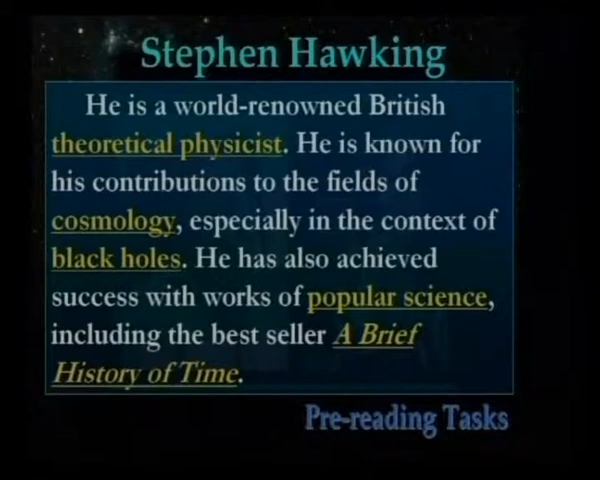 Stephen Hawking
He is a world-renowned British
theoretical physicist. He is known for
his contributions to the fields of
cosmology, especially in the context of
black holes. He has also achieved
success with works of popular science,
including the best seller A Brief
History of Time.
Pre-reading Tasks